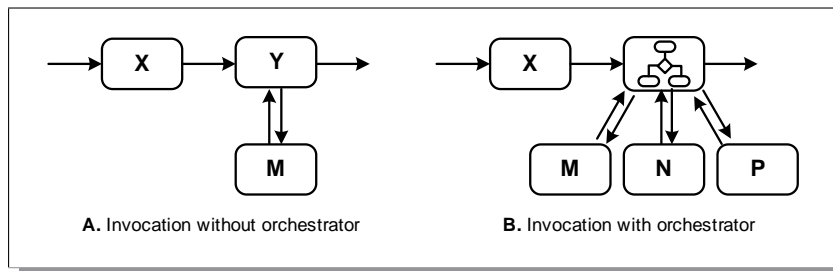 X
Y
M
A. Invocation without orchestrator
X
M
N
P
B. Invocation with orchestrator